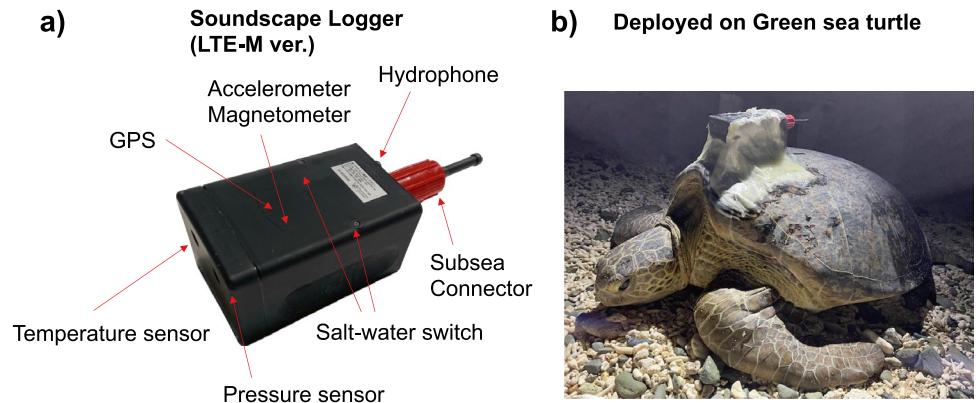 a)
Soundscape Logger
(LTE-M ver.)
Hydrophone
Accelerometer
Magnetometer
GPS
Subsea
Connector
Temperature sensor
Salt-water switch
Pressure sensor
b)
Deployed on Green sea turtle